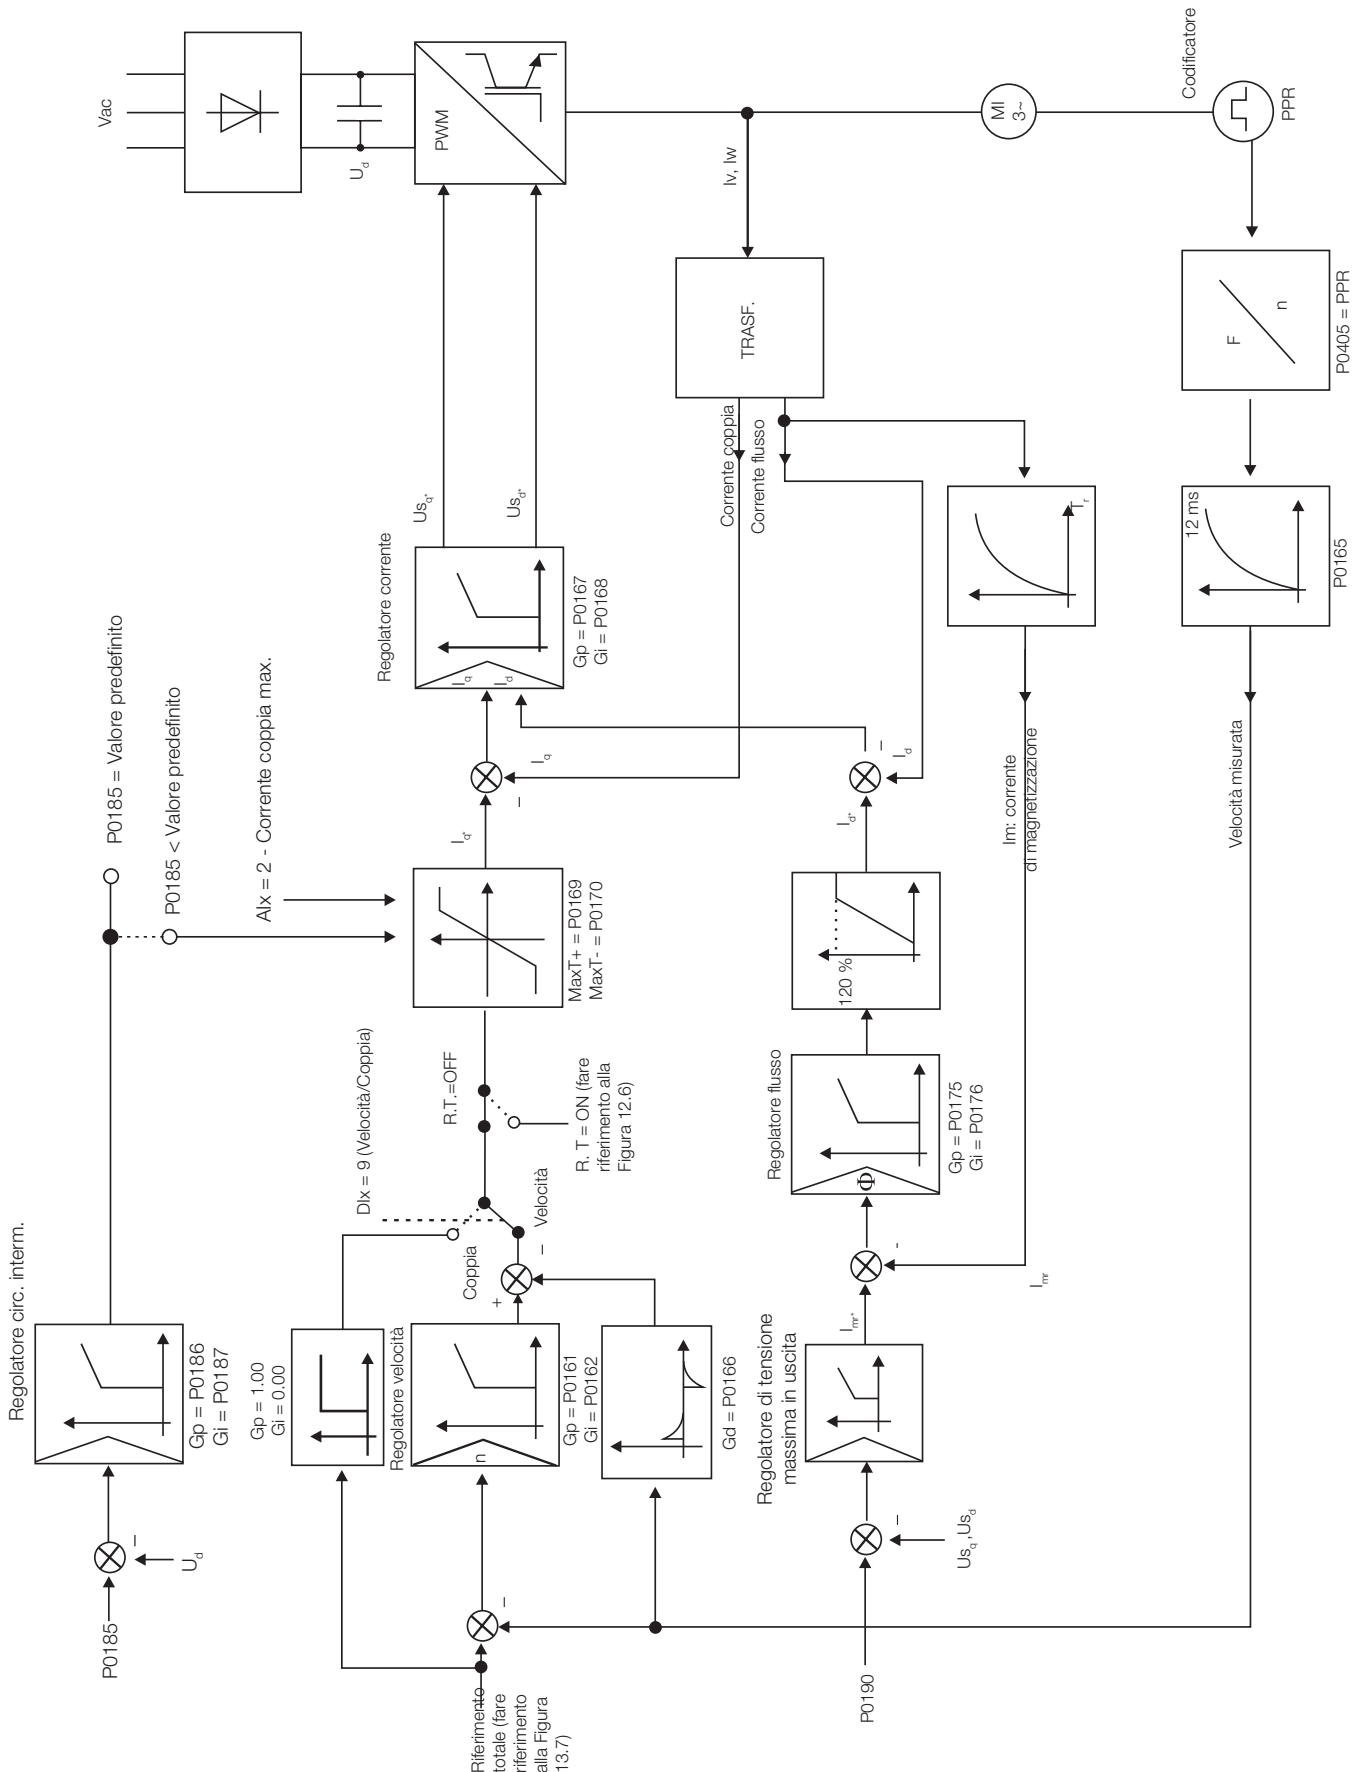 Regolatore circ. interm.
P0185
U_d
–
Gp = P0186
Gi = P0187
P0185 = Valore predefinito
P0185 < Valore predefinito
AIx = 2 - Corrente coppia max.
Vac
U_d
PWM
Riferimento
totale (fare
riferimento
alla Figura
13.7)
–
Gp = 1.00
Gi = 0.00
Regolatore velocità
n
Gp = P0161
Gi = P0162
Gd = P0166
+
–
Coppia
Velocità
DIx = 9 (Velocità/Coppia)
R.T.=OFF
R. T = ON (fare
riferimento alla
Figura 12.6)
MaxT+ = P0169
MaxT- = P0170
I_q*
–
I_q
Regolatore corrente
I_q
I_d
Gp = P0167
Gi = P0168
Us_q*
Us_d*
Iv, Iw
TRASF.
Corrente coppia
Corrente flusso
MI
3~
Codificatore
PPR
P0190
–
Us_q ,Us_d
Regolatore di tensione
massima in uscita
I_mr*
-
I_mr
Regolatore flusso
Φ
Gp = P0175
Gi = P0176
120 %
I_d*
–
I_d
Im: corrente
di magnetizzazione
T_r
Velocità misurata
12 ms
P0165
F
n
P0405 = PPR